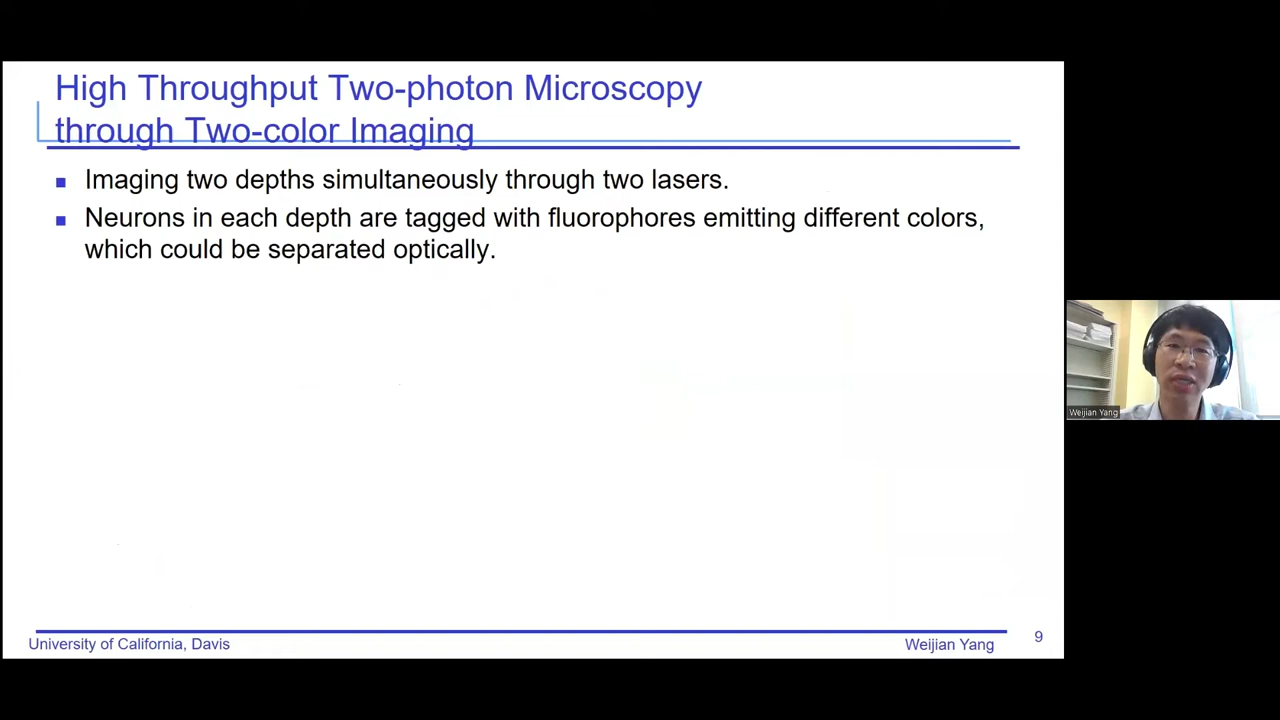 High Throughput Two-photon Microscopy
through Two-color Imaging
Imaging two depths simultaneously through two lasers.
Neurons in each depth are tagged with fluorophores emitting different colors,
which could be separated optically.
Weijian Yang
University of California, Davis
Weijian Yang
9